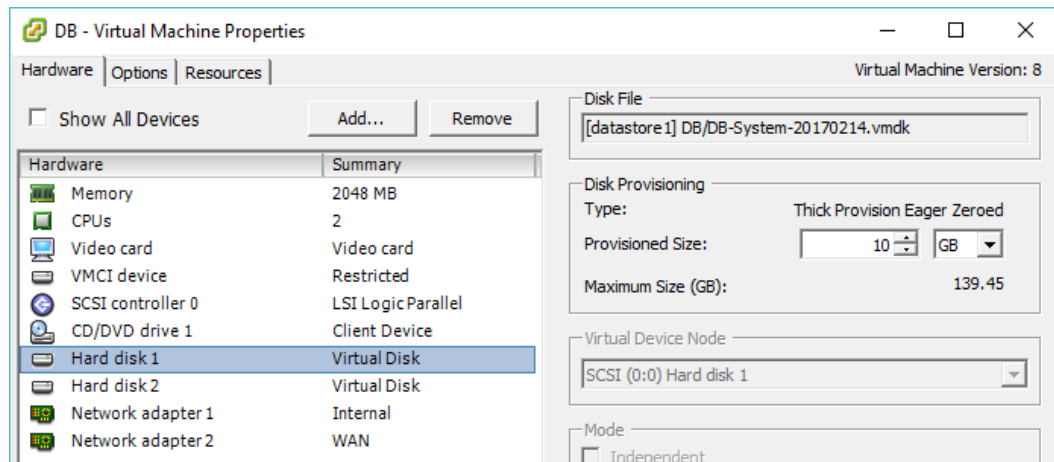 DB - Virtual Machine Properties
Hardware Options Resources Virtual Machine Version: 8
Show All Devices Add... Remove
Hardware Summary
Memory 2048 MB
CPUs 2
Video card Video card
VMCI device Restricted
SCSI controller 0 LSI Logic Parallel
CD/DVD drive 1 Client Device
Hard disk 1 Virtual Disk
Hard disk 2 Virtual Disk
Network adapter 1 Internal
Network adapter 2 WAN
Disk File
[datastore1] DB/DB-System-20170214.vmdk
Disk Provisioning
Type: Thick Provision Eager Zeroed
Provisioned Size: 10 GB
Maximum Size (GB): 139.45
Virtual Device Node
SCSI (0:0) Hard disk 1
Mode
Independent